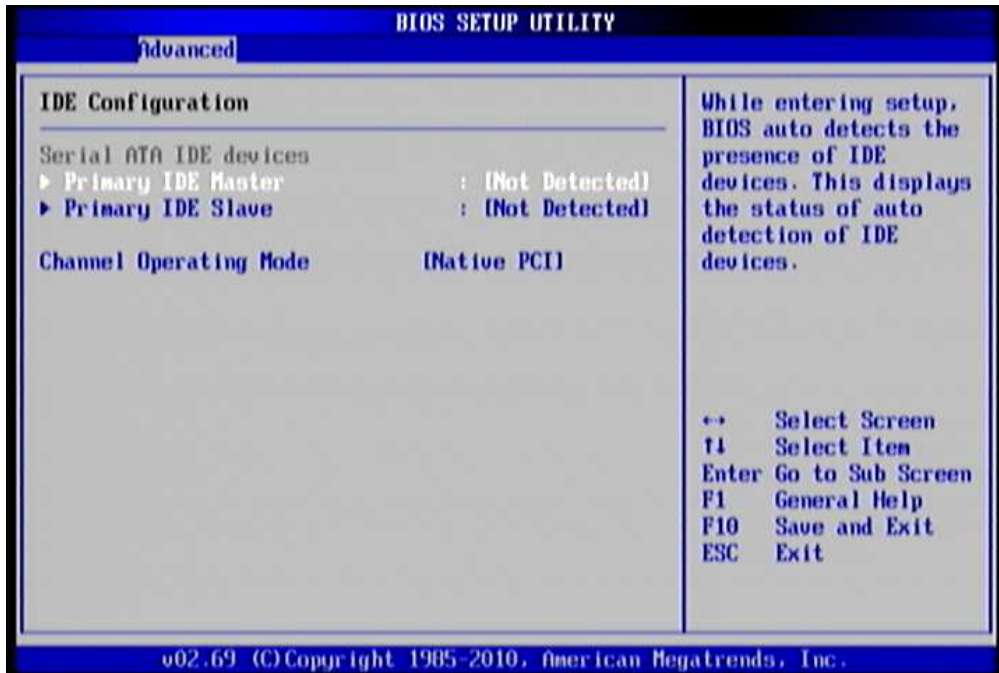 BIOS SETUP UTILITY
Advanced
IDE Configuration
Serial ATA IDE devices
▶ Primary IDE Master : [Not Detected]
▶ Primary IDE Slave : [Not Detected]
Channel Operating Mode [Native PCI]
While entering setup,
BIOS auto detects the
presence of IDE
devices. This displays
the status of auto
detection of IDE
devices.
↔ Select Screen
↑↓ Select Item
Enter Go to Sub Screen
F1 General Help
F10 Save and Exit
ESC Exit
v02.69 (C)Copyright 1985-2010, American Megatrends, Inc.